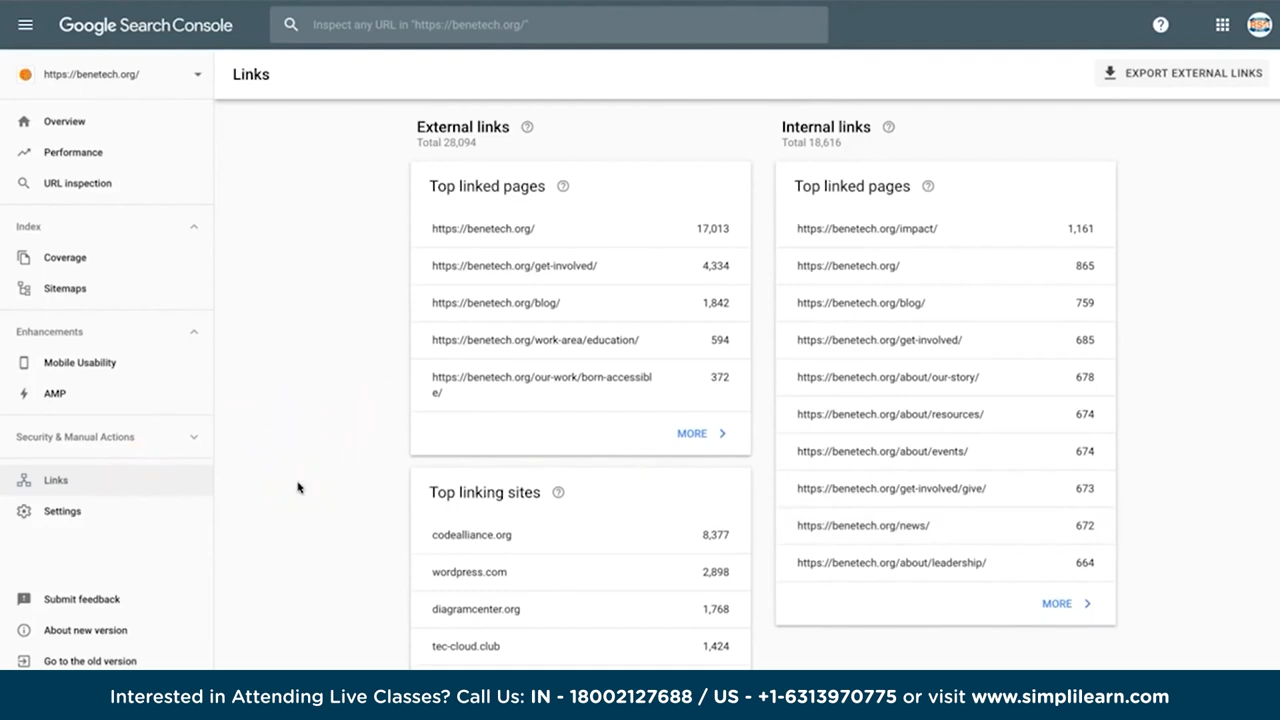 Google Search Console
Inspect any URL in "https://benetech.org/"
https://benetech.org/
Links
EXPORT EXTERNAL LINKS
Overview
Performance
URL inspection
Index
Coverage
Sitemaps
Enhancements
Mobile Usability
AMP
Security & Manual Actions
Links
Settings
Submit feedback
About new version
Go to the old version
External links
Total 28,094
Top linked pages
https://benetech.org/ 17,013
https://benetech.org/get-involved/ 4,334
https://benetech.org/blog/ 1,842
https://benetech.org/work-area/education/ 594
https://benetech.org/our-work/born-accessibl 372
e/
MORE
Top linking sites
codealliance.org 8,377
wordpress.com 2,898
diagramcenter.org 1,768
tec-cloud.club 1,424
Internal links
Total 18,616
Top linked pages
https://benetech.org/impact/ 1,161
https://benetech.org/ 865
https://benetech.org/blog/ 759
https://benetech.org/get-involved/ 685
https://benetech.org/about/our-story/ 678
https://benetech.org/about/resources/ 674
https://benetech.org/about/events/ 674
https://benetech.org/get-involved/give/ 673
https://benetech.org/news/ 672
https://benetech.org/about/leadership/ 664
MORE
Interested in Attending Live Classes? Call Us: IN - 18002127688 / US - +1-6313970775 or visit www.simplilearn.com